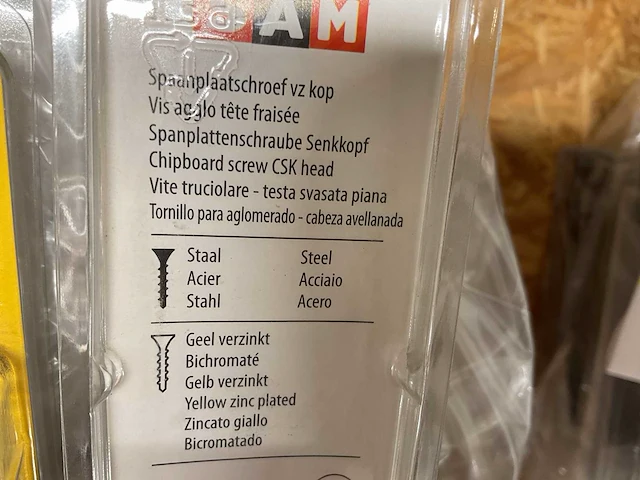 GAM
Spaanplaatschroef vz kop
Vis agglo tête fraisée
Spanplattenschraube Senkkopf
Chipboard screw CSK head
Vite truciolare - testa svasata piana
Tornillo para aglomerado - cabeza avellanada
Staal Steel
Acier Acciaio
Stahl Acero
Geel verzinkt
Bichromaté
Gelb verzinkt
Yellow zinc plated
Zincato giallo
Bicromatado